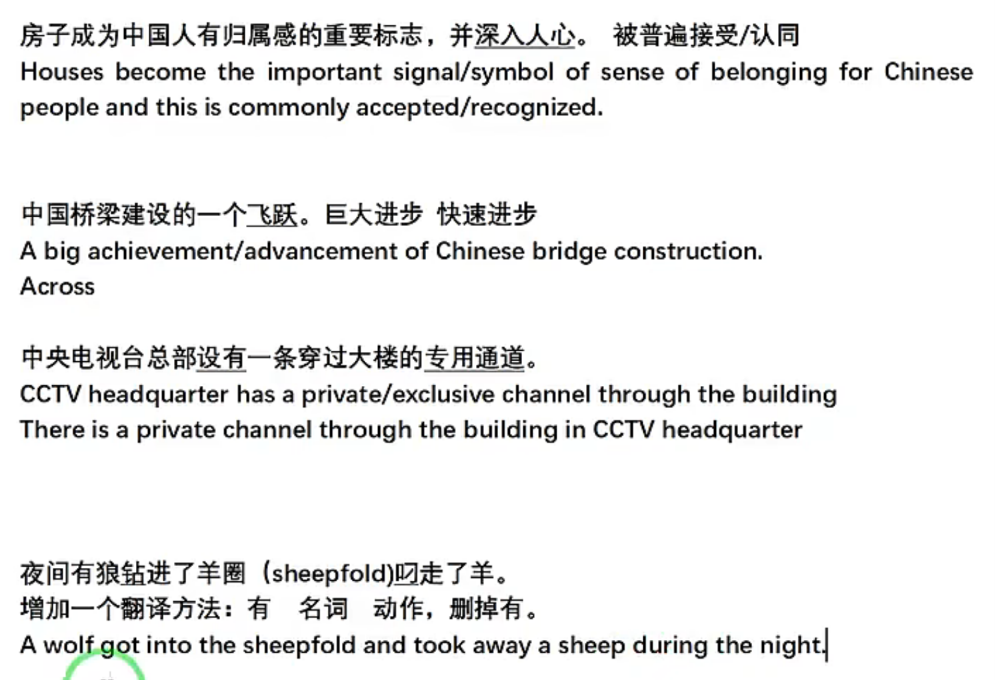 房子成为中国人有归属感的重要标志，并深入人心。 被普遍接受/认同
Houses become the important signal/symbol of sense of belonging for Chinese
people and this is commonly accepted/recognized.
中国桥梁建设的一个飞跃。巨大进步 快速进步
A big achievement/advancement of Chinese bridge construction.
Across
中央电视台总部设有一条穿过大楼的专用通道。
CCTV headquarter has a private/exclusive channel through the building
There is a private channel through the building in CCTV headquarter
夜间有狼钻进了羊圈（sheepfold)叼走了羊。
增加一个翻译方法：有 名词 动作，删掉有。
A wolf got into the sheepfold and took away a sheep during the night.